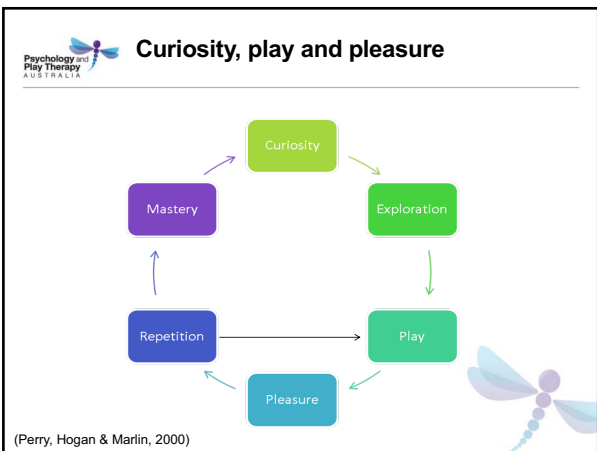 Psychology and
Play Therapy
AUSTRALIA
Curiosity, play and pleasure
Curiosity
Mastery
Exploration
Repetition
Play
Pleasure
(Perry, Hogan & Marlin, 2000)